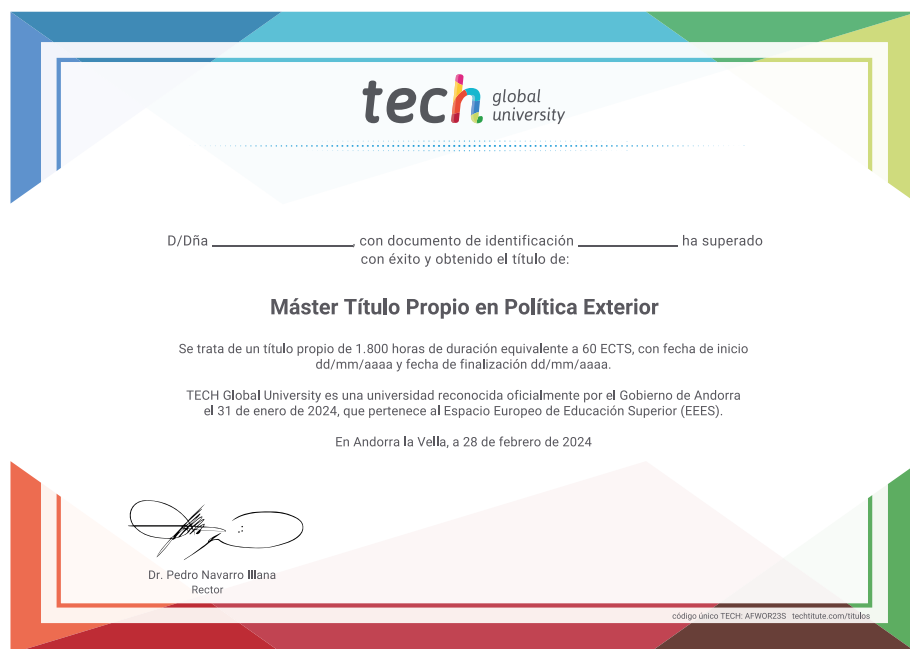 tech global university
D/Dña ______________, con documento de identificación __________ ha superado
con éxito y obtenido el título de:
Máster Título Propio en Política Exterior
Se trata de un título propio de 1.800 horas de duración equivalente a 60 ECTS, con fecha de inicio
dd/mm/aaaa y fecha de finalización dd/mm/aaaa.
TECH Global University es una universidad reconocida oficialmente por el Gobierno de Andorra
el 31 de enero de 2024, que pertenece al Espacio Europeo de Educación Superior (EEES).
En Andorra la Vella, a 28 de febrero de 2024
Dr. Pedro Navarro Illana
Rector
código único TECH: AFWOR23S techtitute.com/titulos